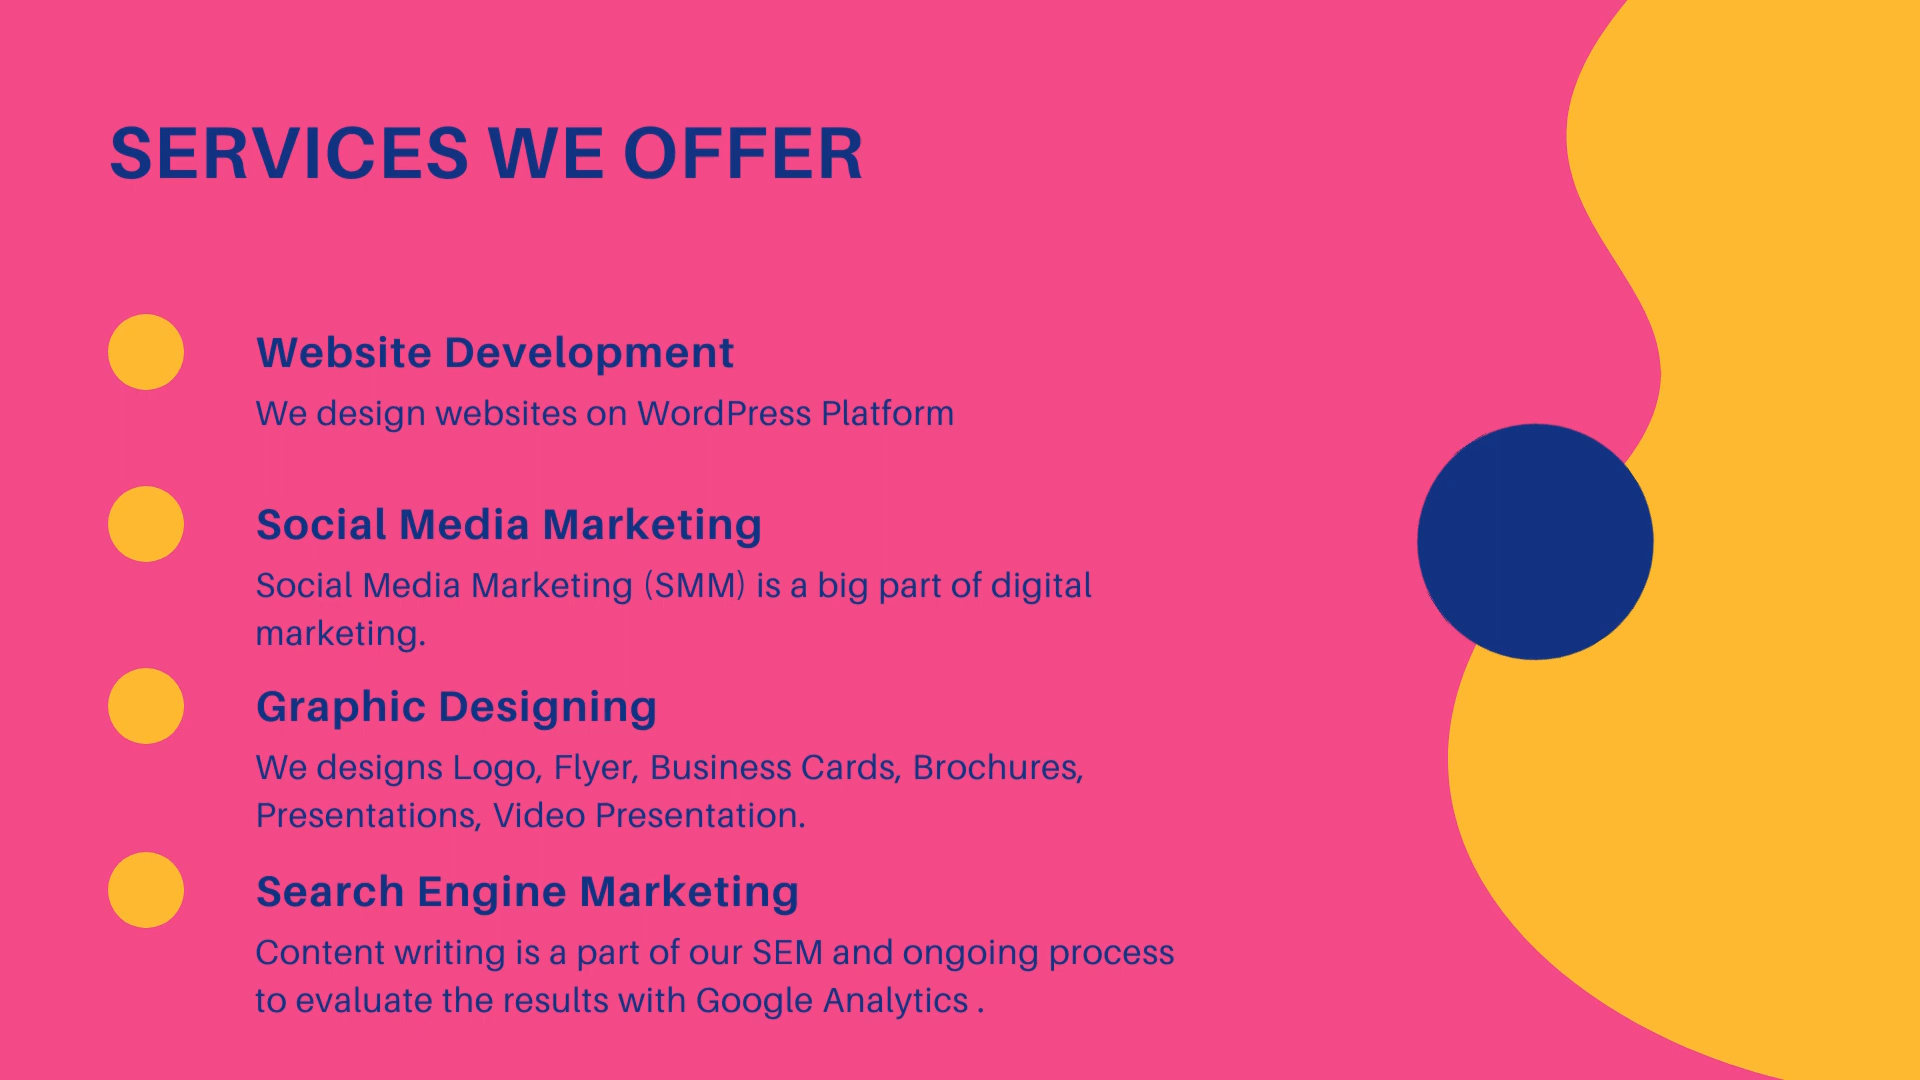 SERVICES WE OFFER
Website Development
We design websites on WordPress Platform
Social Media Marketing
Social Media Marketing (SMM) is a big part of digital
marketing.
Graphic Designing
We designs Logo, Flyer, Business Cards, Brochures,
Presentations, Video Presentation.
Search Engine Marketing
Content writing is a part of our SEM and ongoing process
to evaluate the results with Google Analytics .